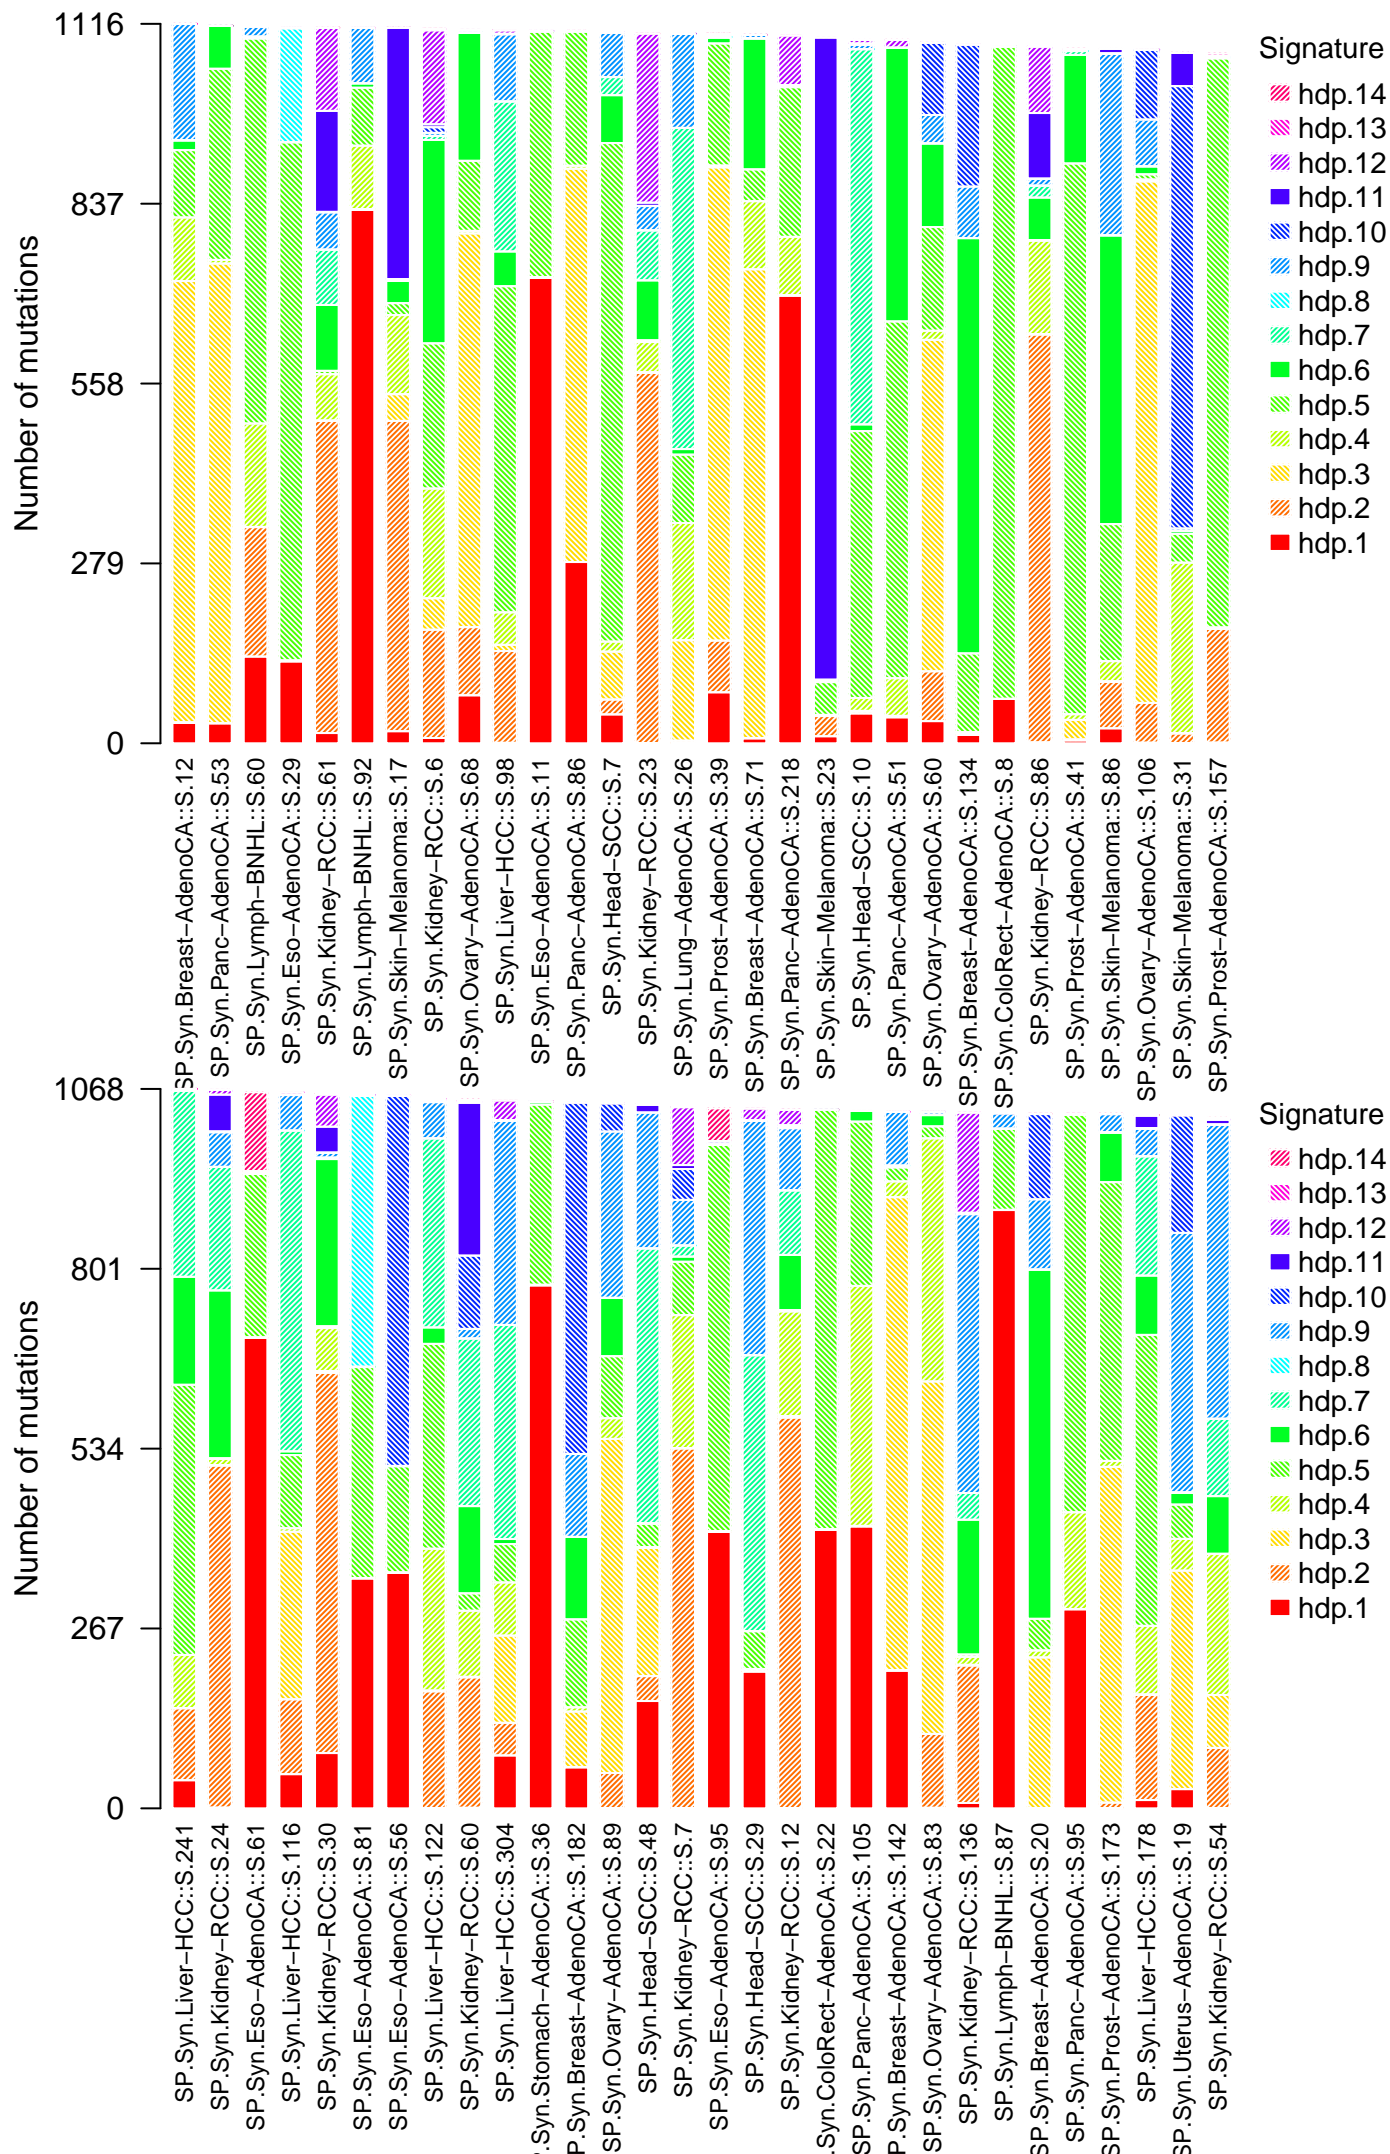 Number of mutations
1116
837
558
279
0
Signature
hdp.14
hdp.13
hdp.12
hdp.11
hdp.10
hdp.9
hdp.8
hdp.7
hdp.6
hdp.5
hdp.4
hdp.3
hdp.2
hdp.1
SP.Syn.Breast−AdenoCA::S.12
SP.Syn.Panc−AdenoCA::S.53
SP.Syn.Lymph−BNHL::S.60
SP.Syn.Eso−AdenoCA::S.29
SP.Syn.Kidney−RCC::S.61
SP.Syn.Lymph−BNHL::S.92
SP.Syn.Skin−Melanoma::S.17
SP.Syn.Kidney−RCC::S.6
SP.Syn.Ovary−AdenoCA::S.68
SP.Syn.Liver−HCC::S.98
SP.Syn.Eso−AdenoCA::S.11
SP.Syn.Panc−AdenoCA::S.86
SP.Syn.Head−SCC::S.7
SP.Syn.Kidney−RCC::S.23
SP.Syn.Lung−AdenoCA::S.26
SP.Syn.Prost−AdenoCA::S.39
SP.Syn.Breast−AdenoCA::S.71
SP.Syn.Panc−AdenoCA::S.218
SP.Syn.Skin−Melanoma::S.23
SP.Syn.Head−SCC::S.10
SP.Syn.Panc−AdenoCA::S.51
SP.Syn.Ovary−AdenoCA::S.60
SP.Syn.Breast−AdenoCA::S.134
SP.Syn.ColoRect−AdenoCA::S.8
SP.Syn.Kidney−RCC::S.86
SP.Syn.Prost−AdenoCA::S.41
SP.Syn.Skin−Melanoma::S.86
SP.Syn.Ovary−AdenoCA::S.106
SP.Syn.Skin−Melanoma::S.31
SP.Syn.Prost−AdenoCA::S.157
Number of mutations
1068
801
534
267
0
Signature
hdp.14
hdp.13
hdp.12
hdp.11
hdp.10
hdp.9
hdp.8
hdp.7
hdp.6
hdp.5
hdp.4
hdp.3
hdp.2
hdp.1
SP.Syn.Liver−HCC::S.241
SP.Syn.Kidney−RCC::S.24
SP.Syn.Eso−AdenoCA::S.61
SP.Syn.Liver−HCC::S.116
SP.Syn.Kidney−RCC::S.30
SP.Syn.Eso−AdenoCA::S.81
SP.Syn.Eso−AdenoCA::S.56
SP.Syn.Liver−HCC::S.122
SP.Syn.Kidney−RCC::S.60
SP.Syn.Liver−HCC::S.304
P.Syn.Stomach−AdenoCA::S.36
SP.Syn.Breast−AdenoCA::S.182
SP.Syn.Ovary−AdenoCA::S.89
SP.Syn.Head−SCC::S.48
SP.Syn.Kidney−RCC::S.7
SP.Syn.Eso−AdenoCA::S.95
SP.Syn.Head−SCC::S.29
SP.Syn.Kidney−RCC::S.12
.Syn.ColoRect−AdenoCA::S.22
SP.Syn.Panc−AdenoCA::S.105
SP.Syn.Breast−AdenoCA::S.142
SP.Syn.Ovary−AdenoCA::S.83
SP.Syn.Kidney−RCC::S.136
SP.Syn.Lymph−BNHL::S.87
SP.Syn.Breast−AdenoCA::S.20
SP.Syn.Panc−AdenoCA::S.95
SP.Syn.Prost−AdenoCA::S.173
SP.Syn.Liver−HCC::S.178
SP.Syn.Uterus−AdenoCA::S.19
SP.Syn.Kidney−RCC::S.54